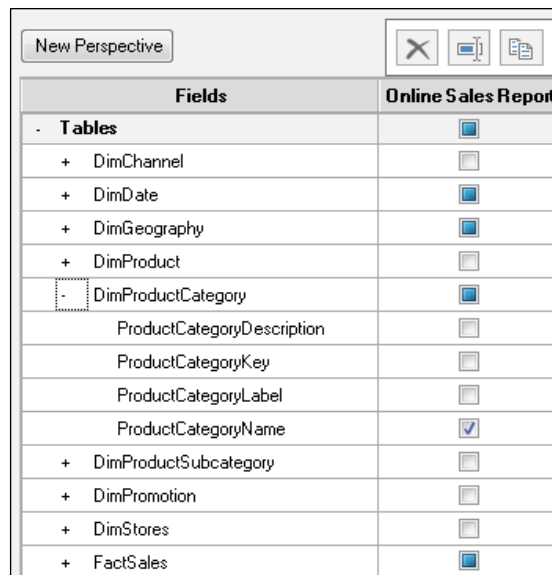 New Perspective
Fields Online Sales Report
- Tables
+ DimChannel
+ DimDate
+ DimGeography
+ DimProduct
- DimProductCategory
ProductCategoryDescription
ProductCategoryKey
ProductCategoryLabel
ProductCategoryName
+ DimProductSubcategory
+ DimPromotion
+ DimStores
+ FactSales